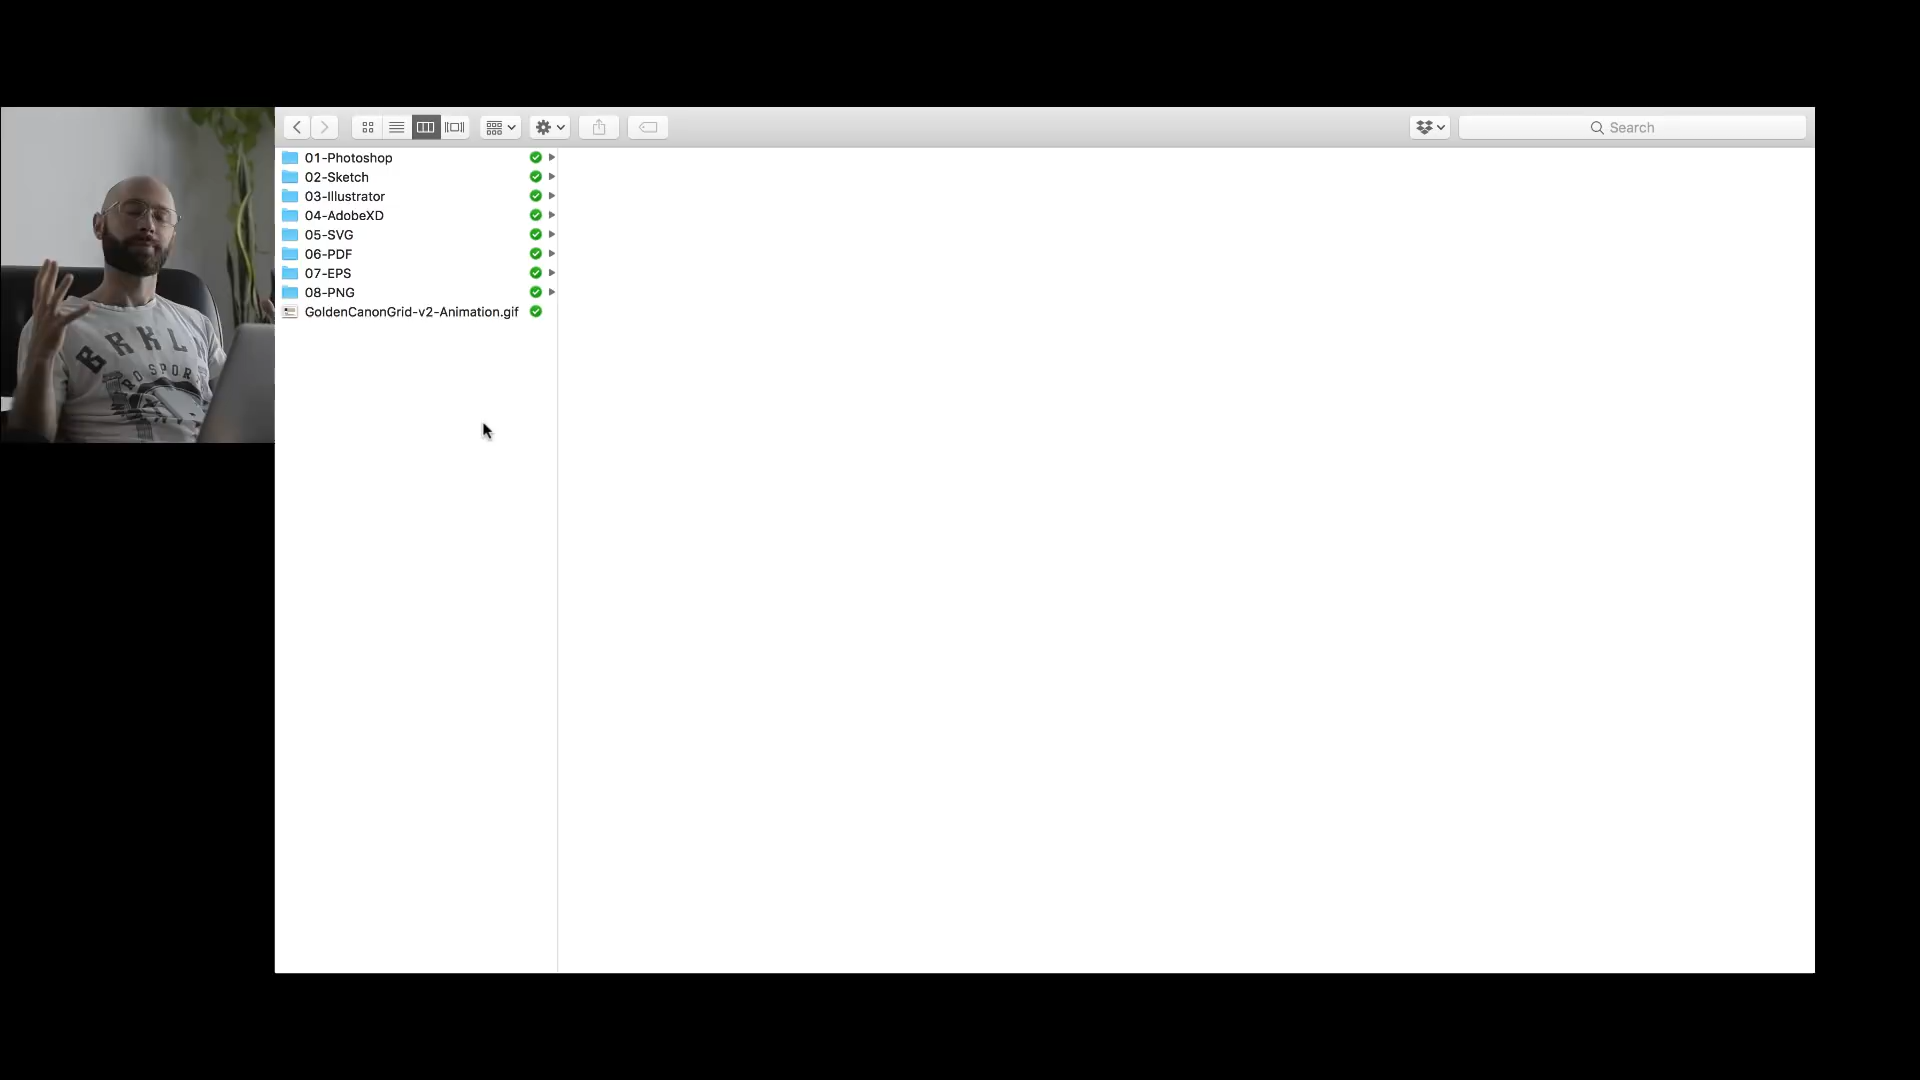 Search
01-Photoshop
02-Sketch
03-Illustrator
04-AdobeXD
05-SVG
06-PDF
07-EPS
08-PNG
GoldenCanonGrid-v2-Animation.gif